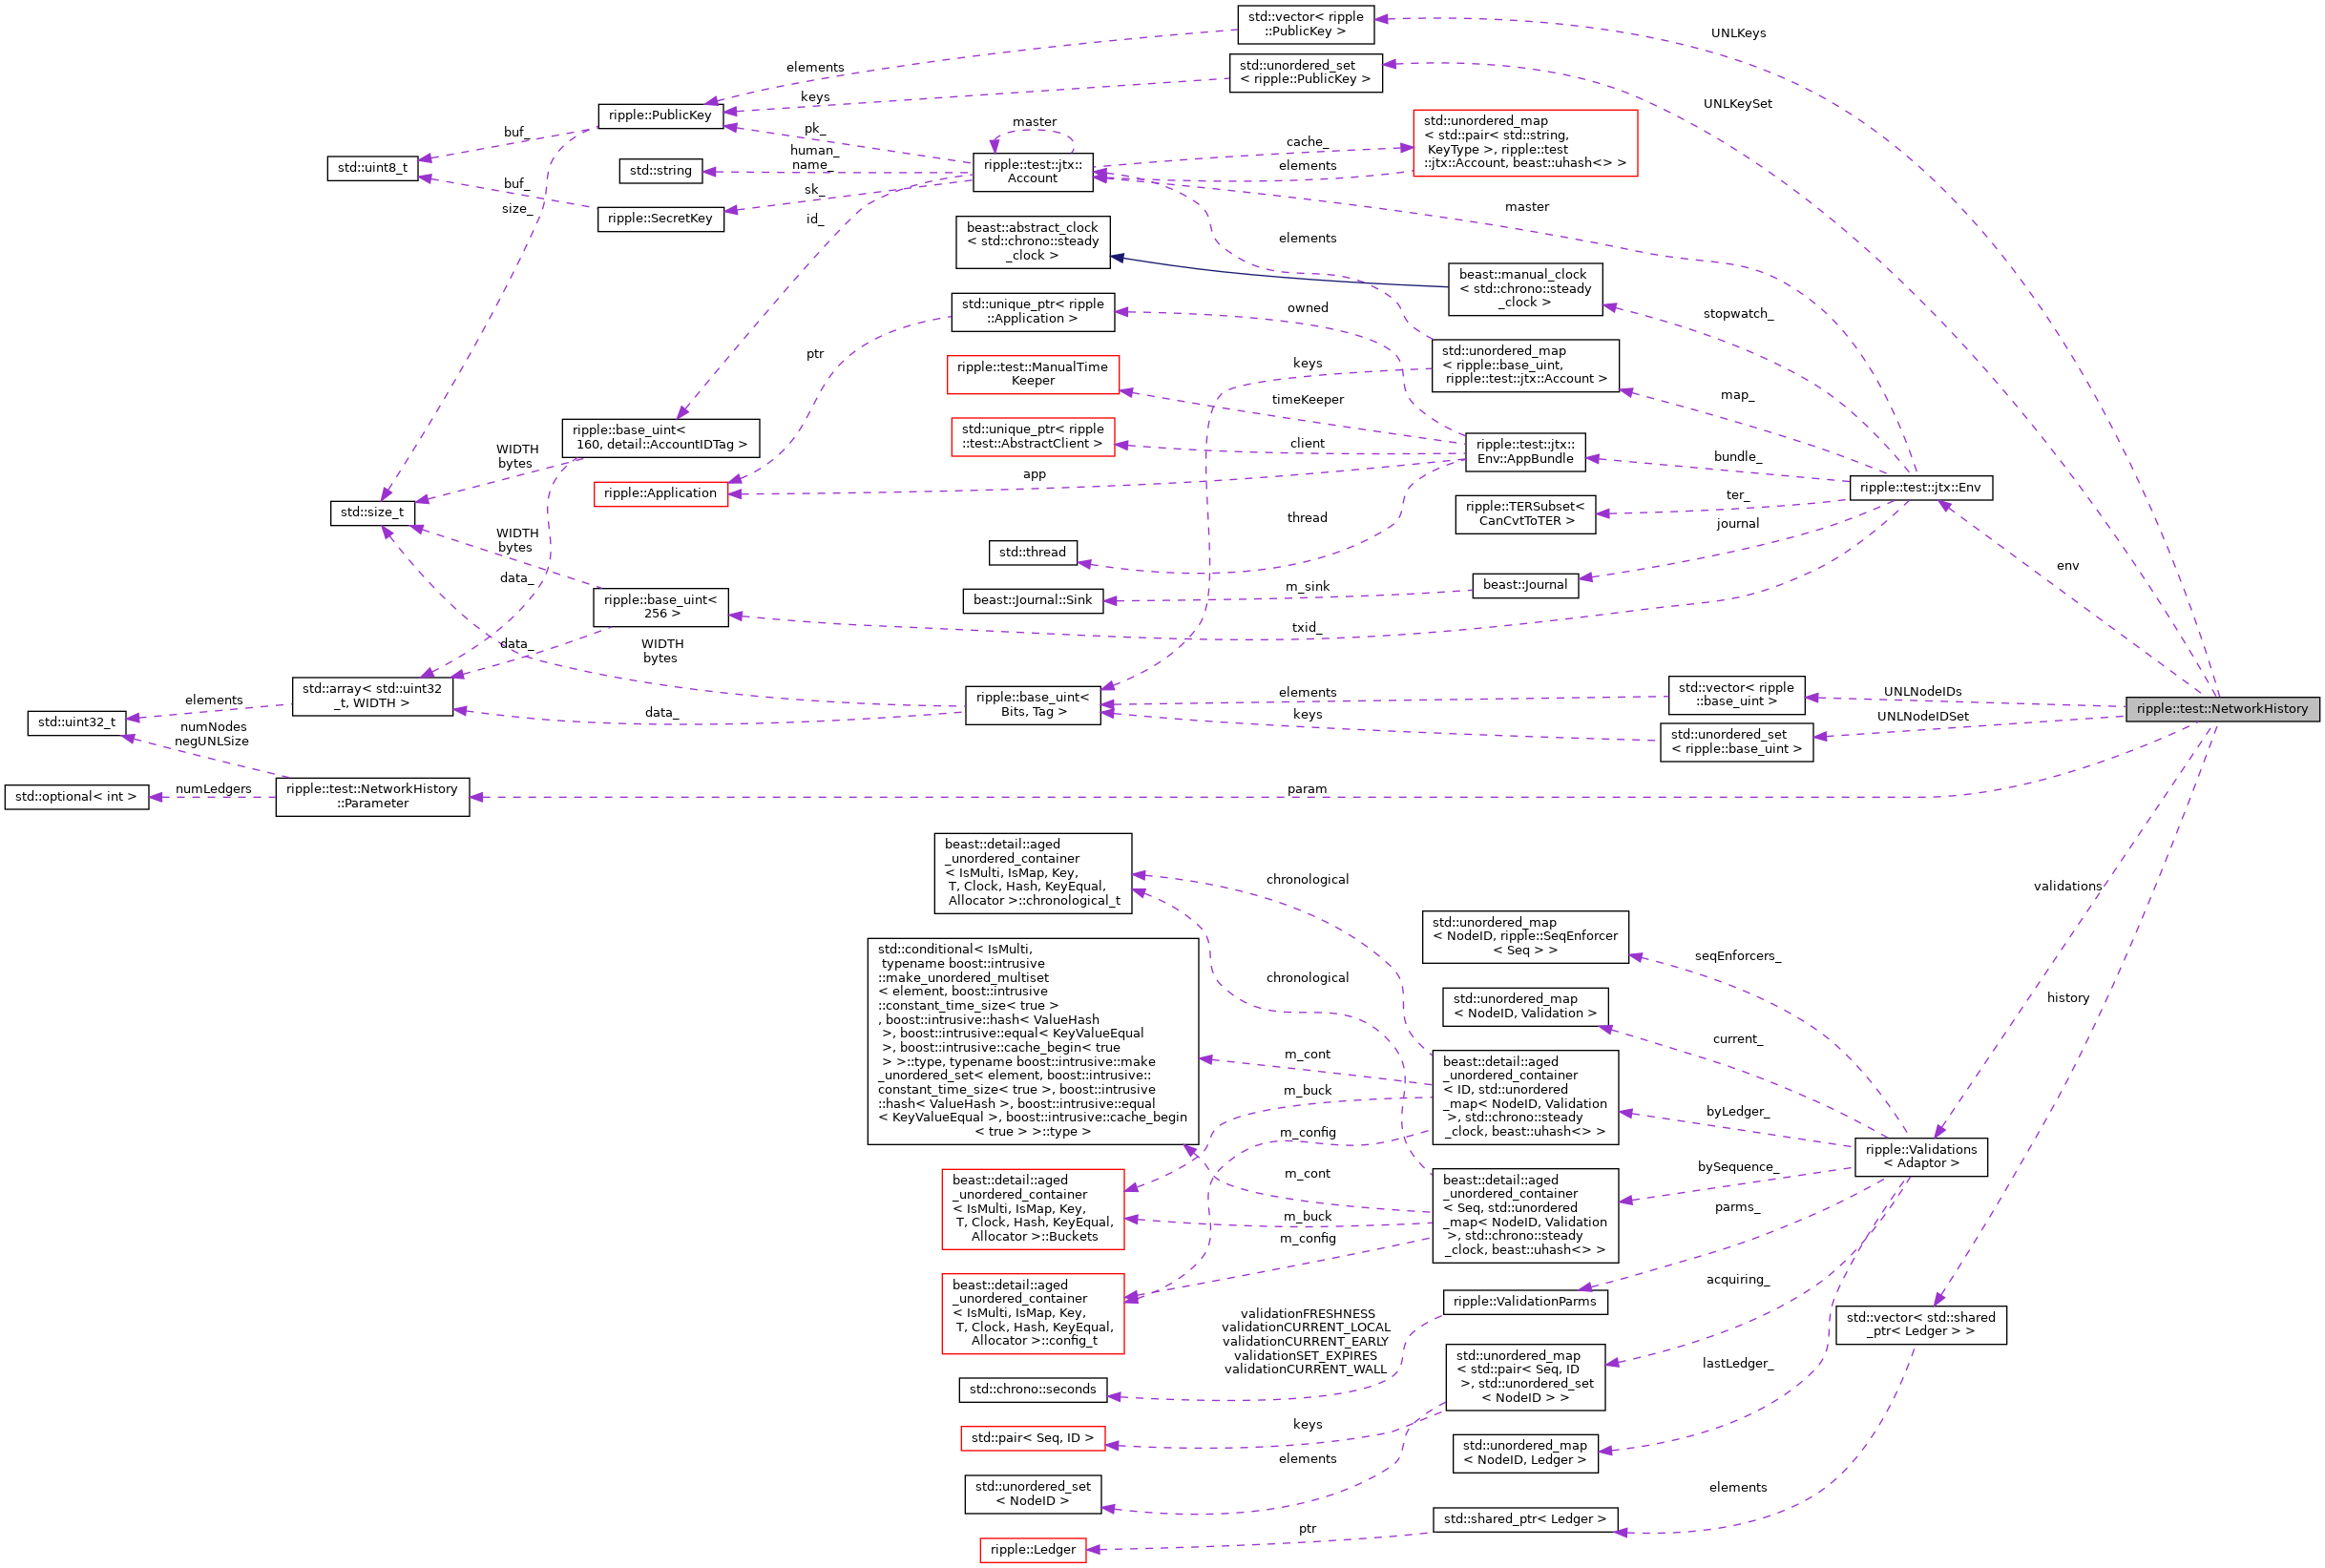 std::vector< ripple
::PublicKey >
UNLKeys
elements
std::unordered_set
< ripple::PublicKey >
keys
UNLKeySet
ripple::PublicKey
buf_
pk_
master
std::unordered_map
< std::pair< std::string,
KeyType >, ripple::test
::jtx::Account, beast::uhash<> >
cache_
elements
std::uint8_t
human_
name_
std::string
ripple::test::jtx::
Account
buf_
size_
sk_
ripple::SecretKey
id_
master
beast::abstract_clock
< std::chrono::steady
_clock >
elements
beast::manual_clock
< std::chrono::steady
_clock >
std::unique_ptr< ripple
::Application >
owned
stopwatch_
ptr
ripple::test::ManualTime
Keeper
keys
std::unordered_map
< ripple::base_uint,
ripple::test::jtx::Account >
timeKeeper
map_
ripple::base_uint<
160, detail::AccountIDTag >
std::unique_ptr< ripple
::test::AbstractClient >
client
ripple::test::jtx::
Env::AppBundle
bundle_
WIDTH
bytes
app
ripple::Application
ripple::test::jtx::Env
std::size_t
ripple::TERSubset<
CanCvtToTER >
ter_
thread
journal
WIDTH
bytes
std::thread
env
data_
m_sink
beast::Journal
ripple::base_uint<
256 >
beast::Journal::Sink
txid_
data_
WIDTH
bytes
std::array< std::uint32
_t, WIDTH >
elements
ripple::base_uint<
Bits, Tag >
data_
elements
keys
std::vector< ripple
::base_uint >
UNLNodeIDs
std::uint32_t
numNodes
negUNLSize
UNLNodeIDSet
std::unordered_set
< ripple::base_uint >
ripple::test::NetworkHistory
std::optional< int >
numLedgers
ripple::test::NetworkHistory
::Parameter
param
beast::detail::aged
_unordered_container
< IsMulti, IsMap, Key,
T, Clock, Hash, KeyEqual,
Allocator >::chronological_t
chronological
validations
std::unordered_map
< NodeID, ripple::SeqEnforcer
< Seq > >
seqEnforcers_
std::conditional< IsMulti,
typename boost::intrusive
::make_unordered_multiset
< element, boost::intrusive
::constant_time_size< true >
, boost::intrusive::hash< ValueHash
>, boost::intrusive::equal< KeyValueEqual
>, boost::intrusive::cache_begin< true
> >::type, typename boost::intrusive::make
_unordered_set< element, boost::intrusive::
constant_time_size< true >, boost::intrusive
::hash< ValueHash >, boost::intrusive::equal
< KeyValueEqual >, boost::intrusive::cache_begin
< true > >::type >
chronological
std::unordered_map
< NodeID, Validation >
history
current_
m_cont
m_buck
m_config
beast::detail::aged
_unordered_container
< ID, std::unordered
_map< NodeID, Validation
>, std::chrono::steady
_clock, beast::uhash<> >
byLedger_
ripple::Validations
< Adaptor >
bySequence_
m_cont
m_buck
m_config
beast::detail::aged
_unordered_container
< Seq, std::unordered
_map< NodeID, Validation
>, std::chrono::steady
_clock, beast::uhash<> >
parms_
beast::detail::aged
_unordered_container
< IsMulti, IsMap, Key,
T, Clock, Hash, KeyEqual,
Allocator >::Buckets
acquiring_
beast::detail::aged
_unordered_container
< IsMulti, IsMap, Key,
T, Clock, Hash, KeyEqual,
Allocator >::config_t
ripple::ValidationParms
validationFRESHNESS
validationCURRENT_LOCAL
validationCURRENT_EARLY
validationSET_EXPIRES
validationCURRENT_WALL
std::vector< std::shared
_ptr< Ledger > >
std::chrono::seconds
std::unordered_map
< std::pair< Seq, ID
>, std::unordered_set
< NodeID > >
lastLedger_
std::pair< Seq, ID >
keys
elements
std::unordered_map
< NodeID, Ledger >
std::unordered_set
< NodeID >
elements
std::shared_ptr< Ledger >
ptr
ripple::Ledger